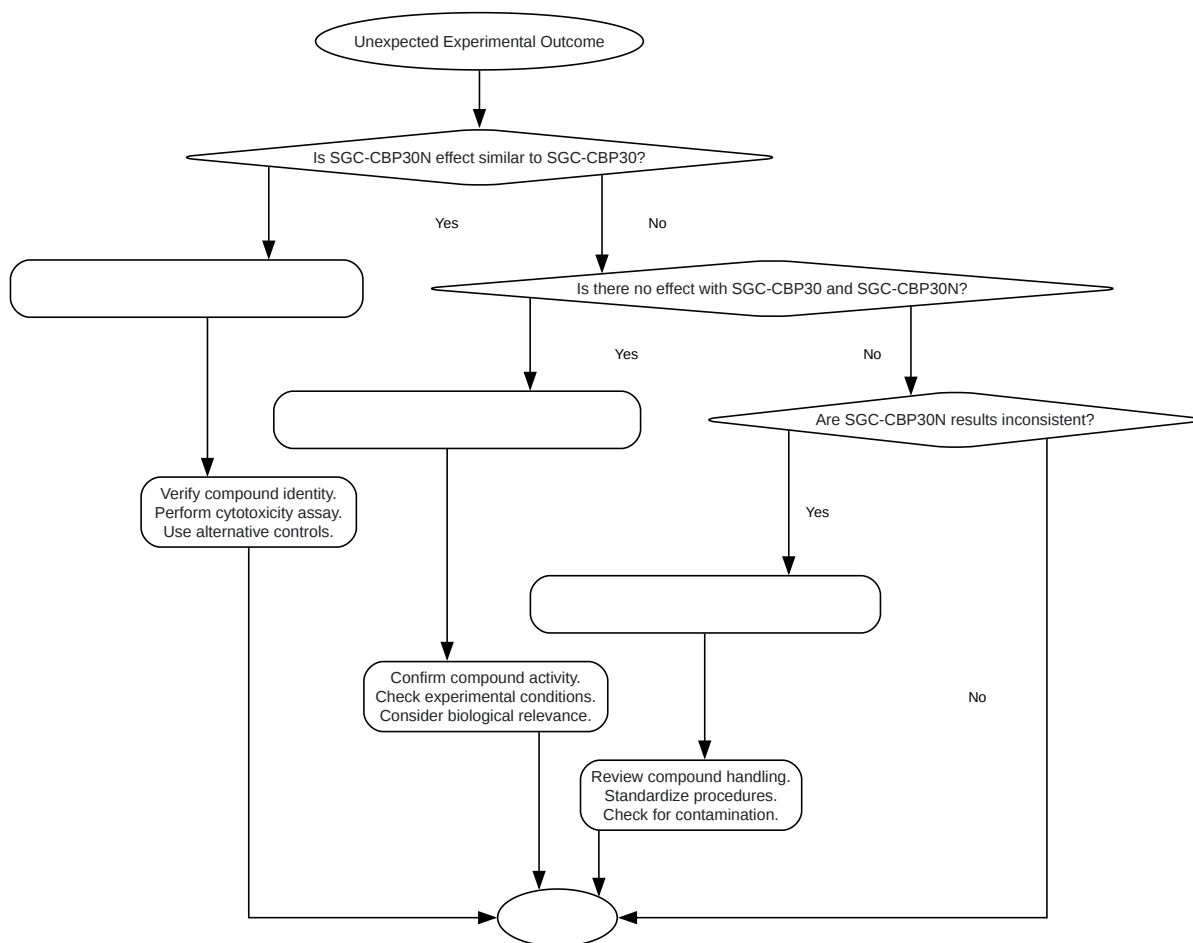 Unexpected Experimental Outcome
Is SGC-CBP30N effect similar to SGC-CBP30?
Yes
No
Is there no effect with SGC-CBP30 and SGC-CBP30N?
Yes
No
Are SGC-CBP30N results inconsistent?
Verify compound identity.
Perform cytotoxicity assay.
Use alternative controls.
Yes
Confirm compound activity.
Check experimental conditions.
Consider biological relevance.
No
Review compound handling.
Standardize procedures.
Check for contamination.